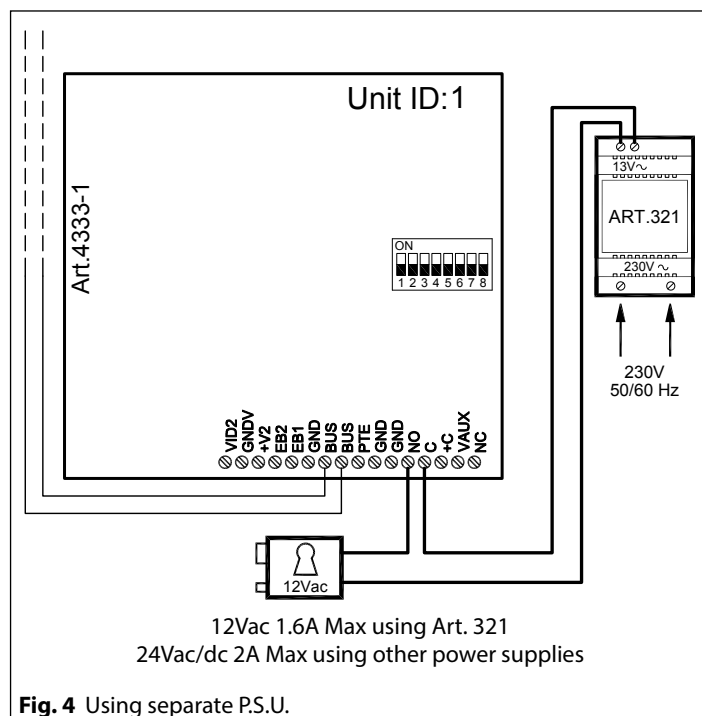 Unit ID:1
Art.4333-1
ON
1 2 3 4 5 6 7 8
13V~
ART.321
230V ~
230V
50/60 Hz
VID2
GNDV
+V2
EB2
EB1
GND
BUS
BUS
PTE
GND
GND
NO
C
+C
VAUX
NC
12Vac
12Vac 1.6A Max using Art. 321
24Vac/dc 2A Max using other power supplies
Fig. 4 Using separate P.S.U.